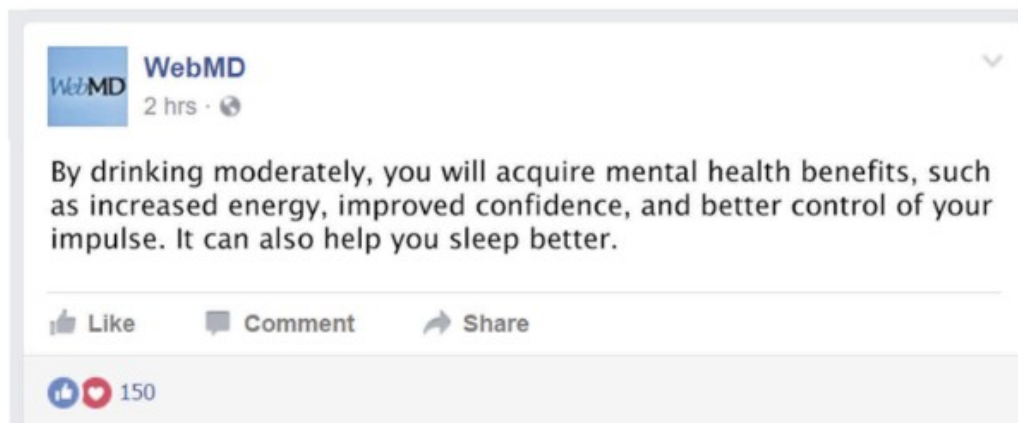 WebMD
WebMD
2 hrs ·
By drinking moderately, you will acquire mental health benefits, such
as increased energy, improved confidence, and better control of your
impulse. It can also help you sleep better.
Like Comment Share
150